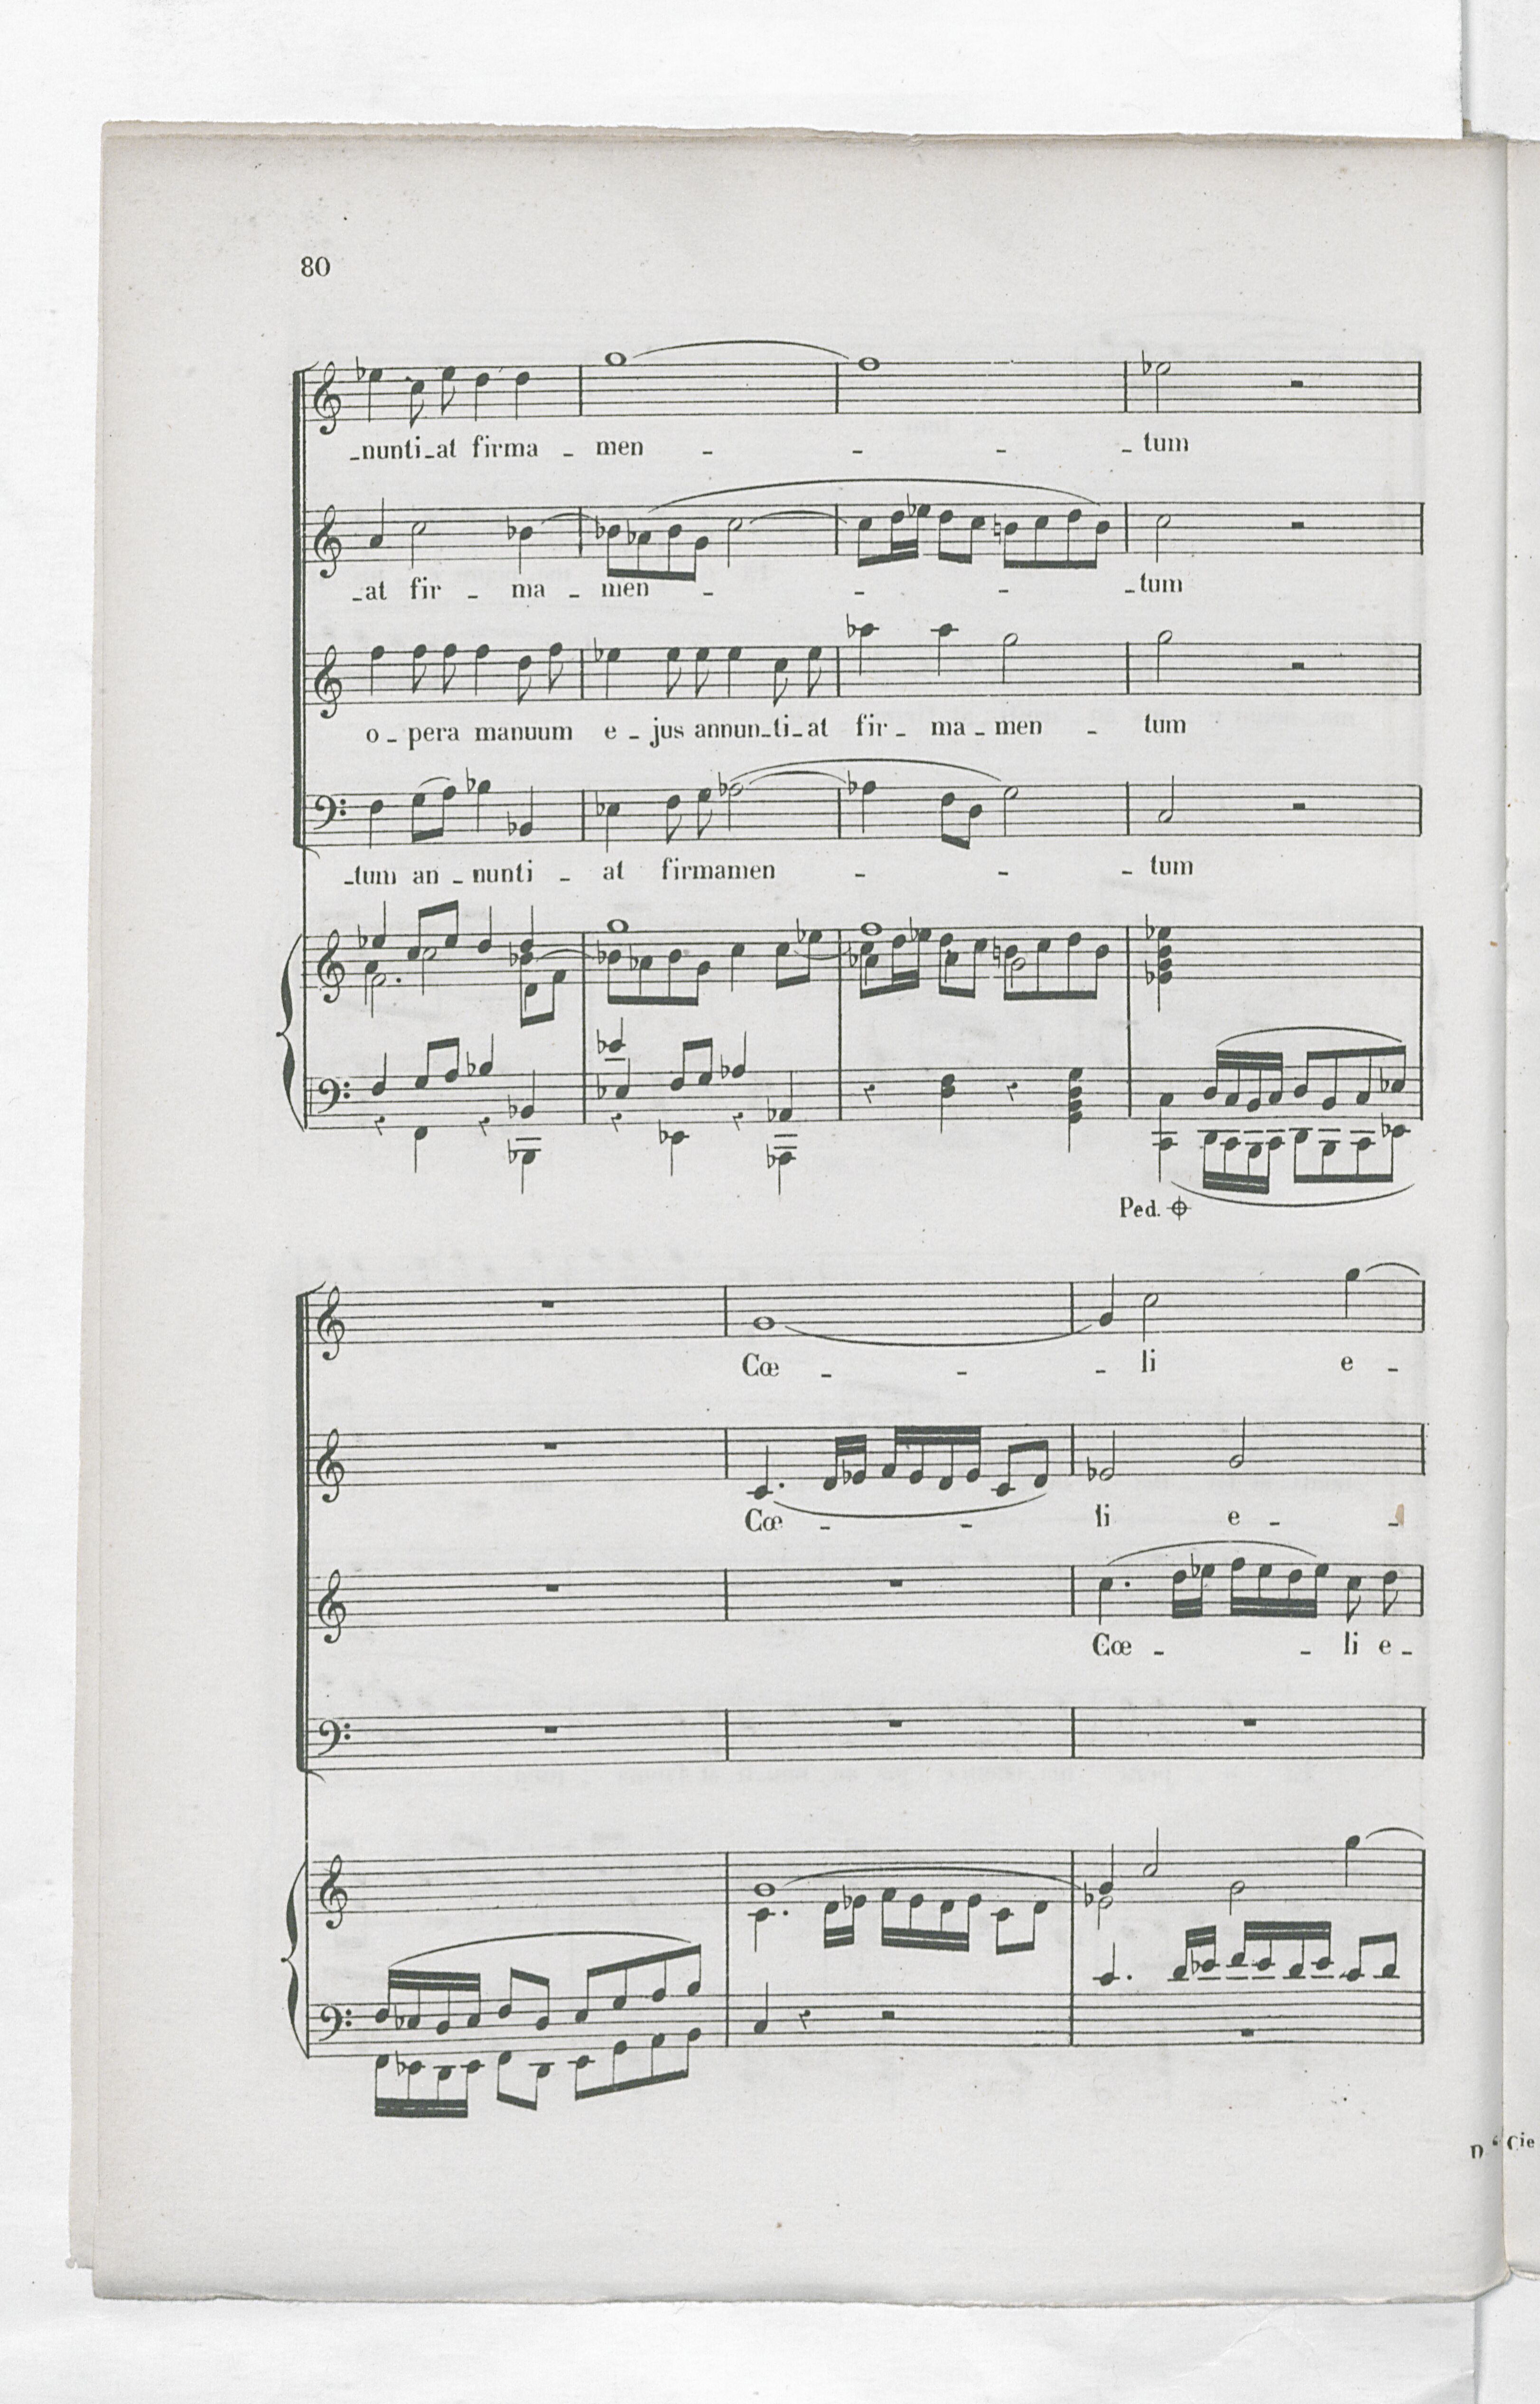 80
_nunti_at firma _ men _ _ _ _ tum
_at fir _ ma _ men _ _ _ _ tum
o _ pera manuum e _ jus annun_ti_at fir _ ma _ men _ tum
_tum an _ nunti _ at firmamen _ _ _ tum
Ped.
Cœ _ _ _ li e _
Cœ _ _ li e _ _
Cœ _ _ li e _
Cie